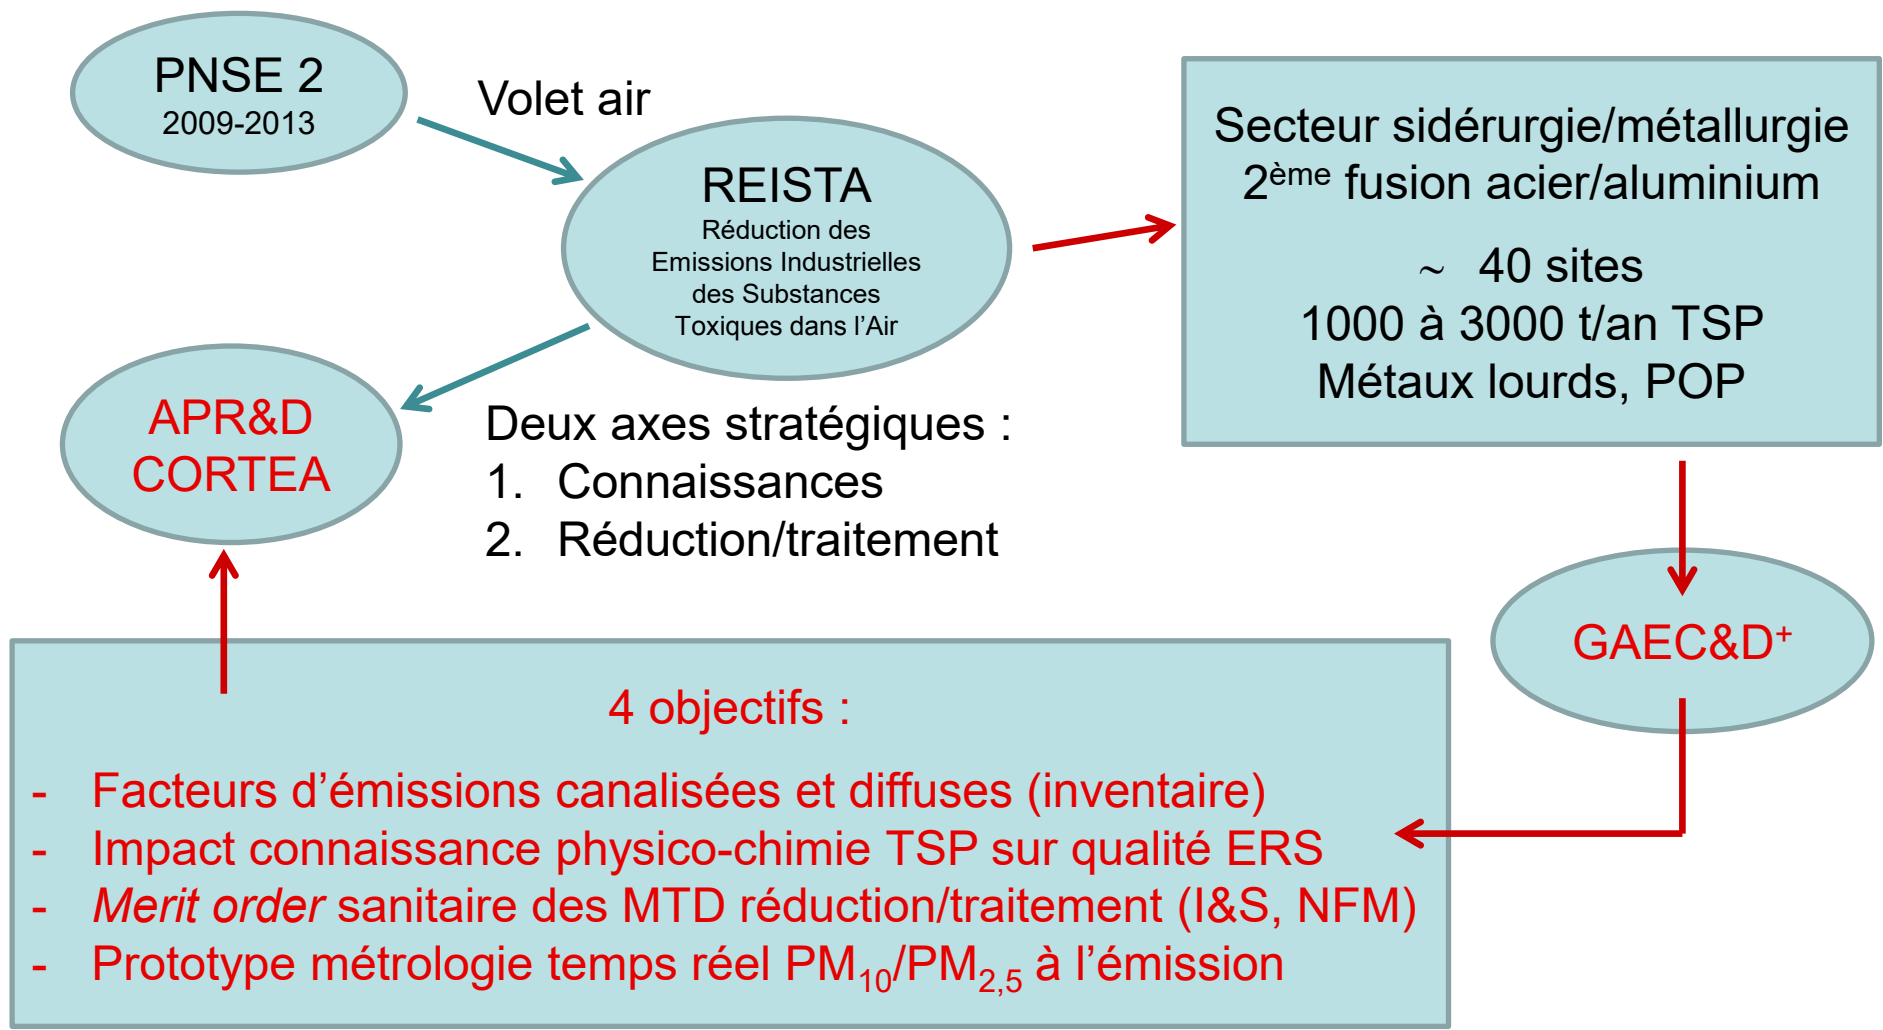 PNSE 2
2009-2013
Volet air
REISTA
Réduction des
Emissions Industrielles
des Substances
Toxiques dans l’Air
Secteur sidérurgie/métallurgie
2ème fusion acier/aluminium
~ 40 sites
1000 à 3000 t/an TSP
Métaux lourds, POP
APR&D
CORTEA
Deux axes stratégiques :
1. Connaissances
2. Réduction/traitement
GAEC&D+
4 objectifs :
- Facteurs d’émissions canalisées et diffuses (inventaire)
- Impact connaissance physico-chimie TSP sur qualité ERS
- Merit order sanitaire des MTD réduction/traitement (I&S, NFM)
- Prototype métrologie temps réel PM10/PM2,5 à l’émission